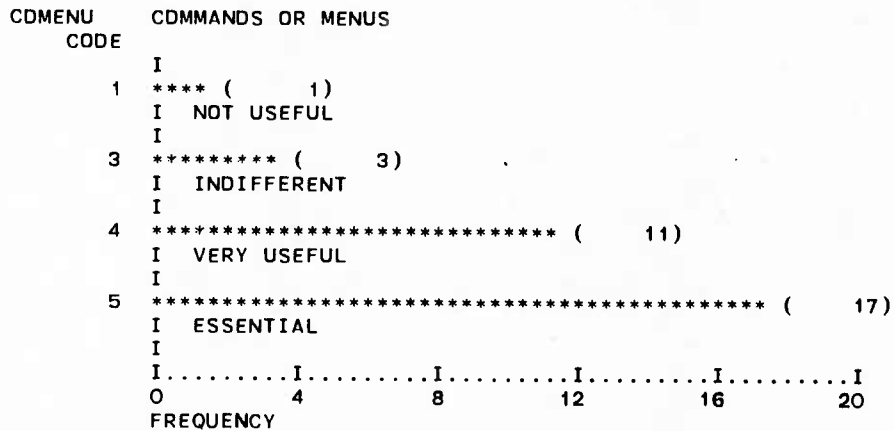 CDMENU COMMANDS OR MENUS
CODE
I
1 **** ( 1)
I NOT USEFUL
I
3 ********* ( 3)
I INDIFFERENT
I
4 ***************************** ( 11)
I VERY USEFUL
I
5 ******************************************** ( 17)
I ESSENTIAL
I
I.........I.........I.........I.........I.........I
0 4 8 12 16 20
FREQUENCY